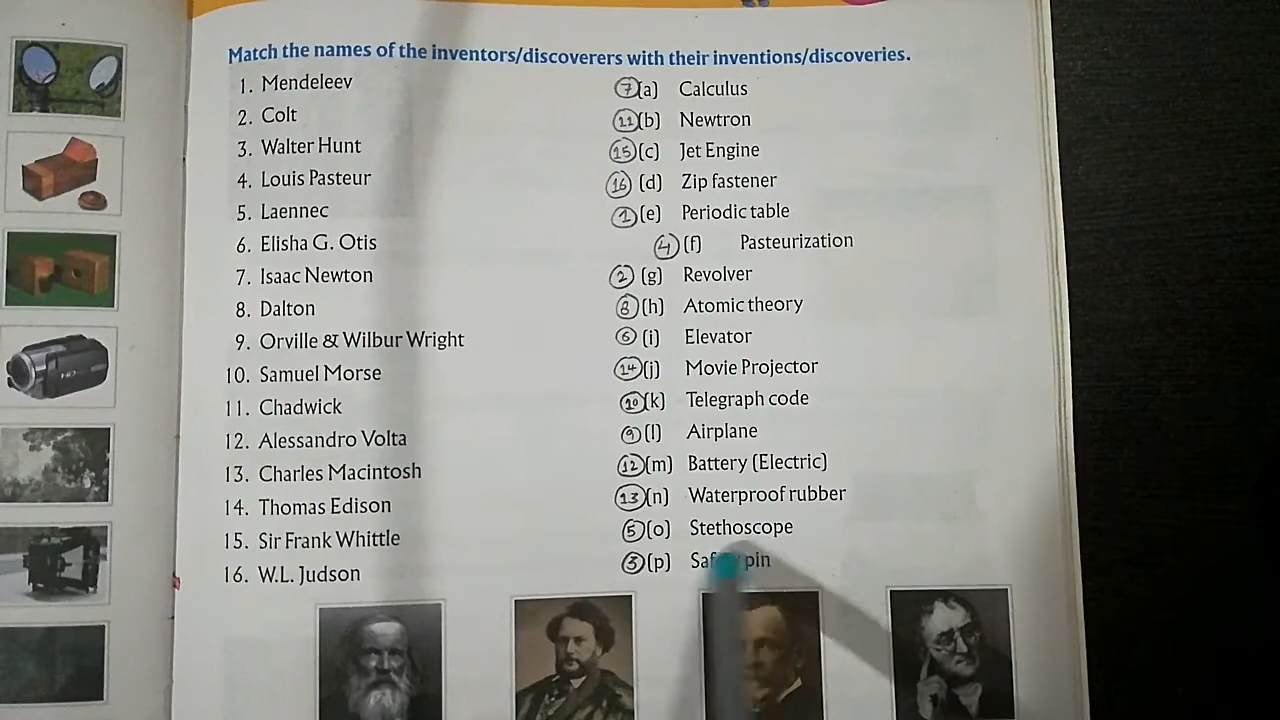 Match the names of the inventors/discoverers with their inventions/discoveries.
1. Mendeleev
2. Colt
3. Walter Hunt
4. Louis Pasteur
5. Laennec
6. Elisha G. Otis
7. Isaac Newton
8. Dalton
9. Orville & Wilbur Wright
10. Samuel Morse
11. Chadwick
12. Alessandro Volta
13. Charles Macintosh
14. Thomas Edison
15. Sir Frank Whittle
16. W.L. Judson
7 (a) Calculus
11 (b) Newtron
15 (c) Jet Engine
16 (d) Zip fastener
1 (e) Periodic table
4 (f) Pasteurization
2 (g) Revolver
8 (h) Atomic theory
6 (i) Elevator
14 (j) Movie Projector
10 (k) Telegraph code
9 (l) Airplane
12 (m) Battery (Electric)
13 (n) Waterproof rubber
5 (o) Stethoscope
3 (p) pin